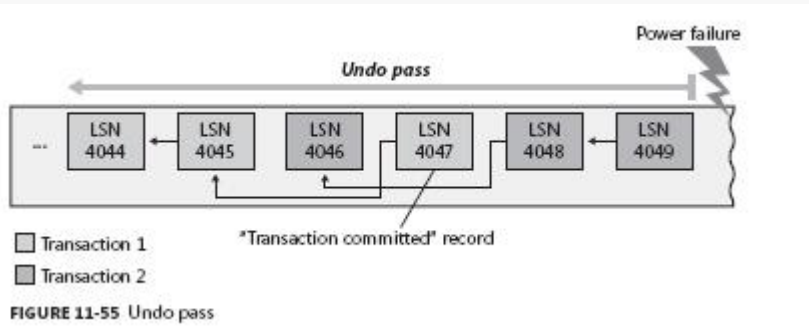 Power failure
Undo pass
...
LSN 4044
LSN 4045
LSN 4046
LSN 4047
LSN 4048
LSN 4049
"Transaction committed" record
Transaction 1
Transaction 2
FIGURE 11-55 Undo pass